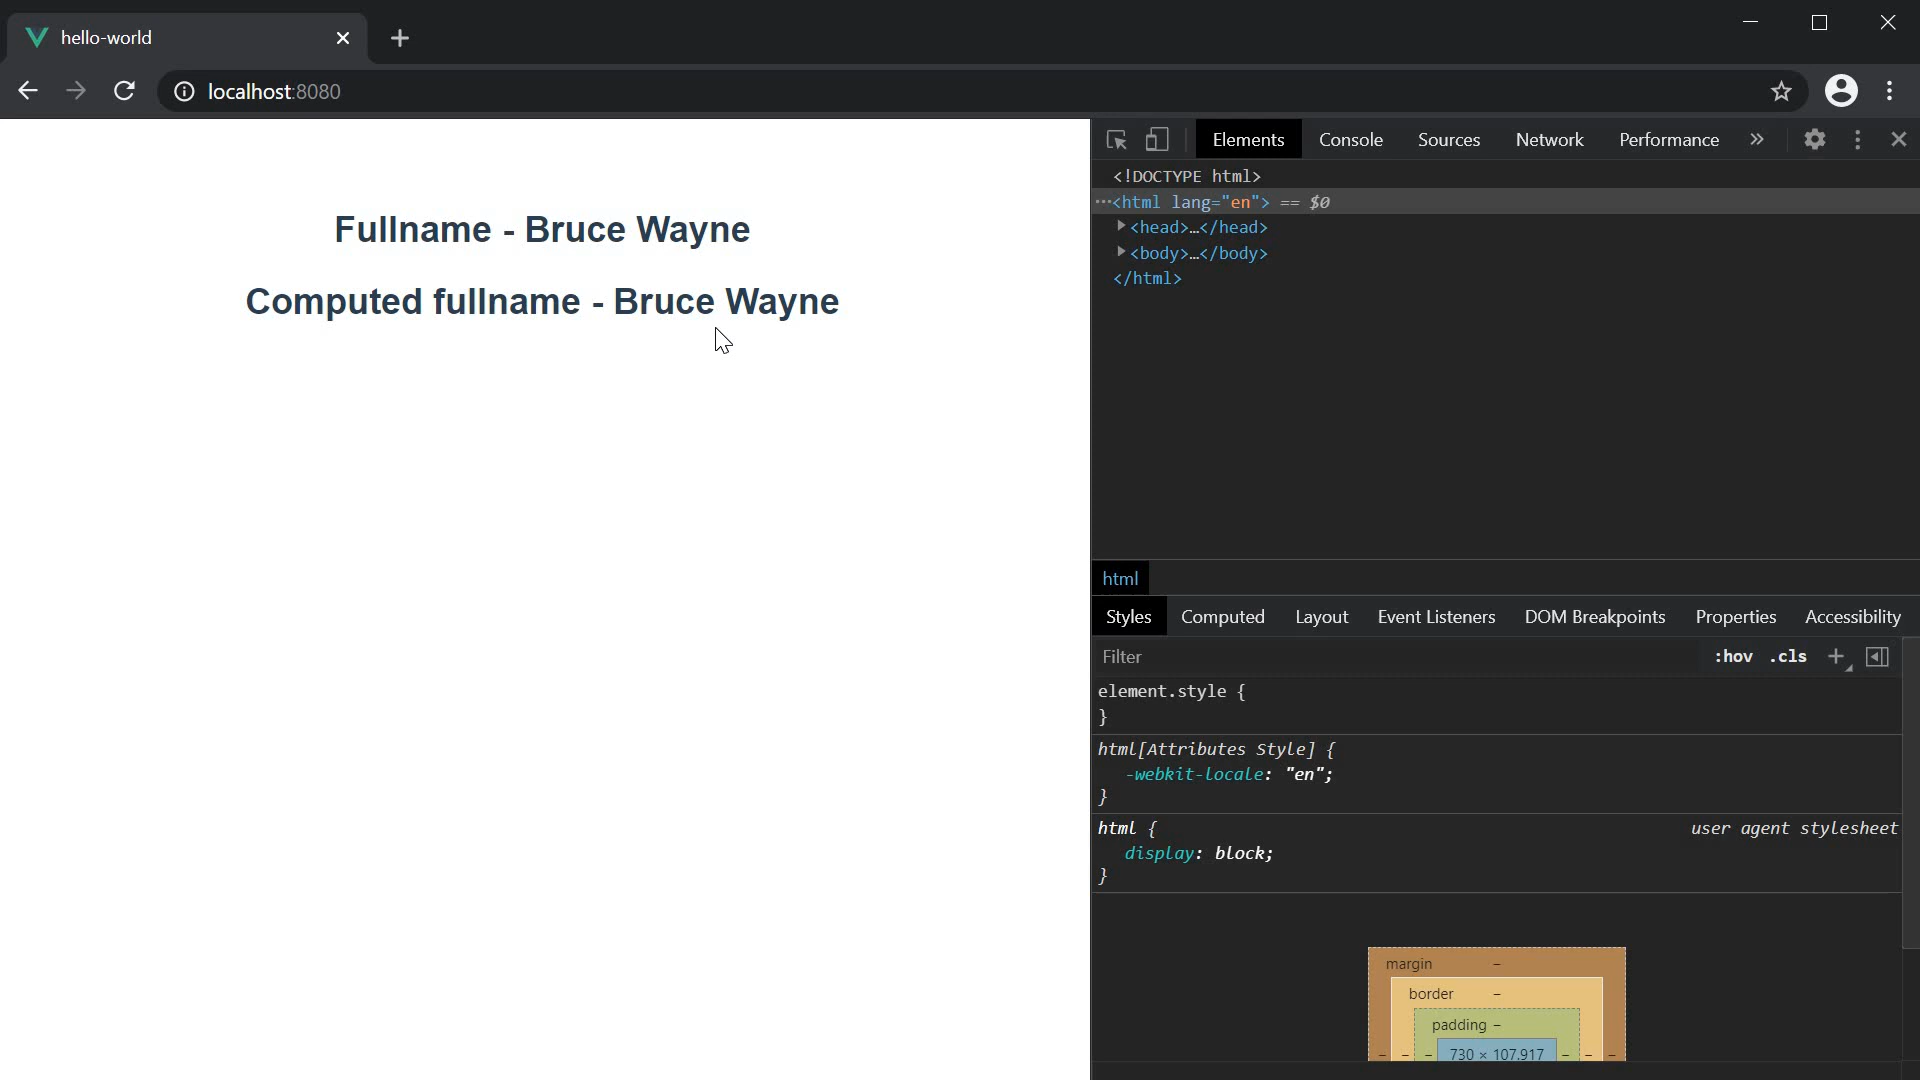 hello-world
localhost:8080
Fullname - Bruce Wayne
Computed fullname - Bruce Wayne
Elements Console Sources Network Performance
<!DOCTYPE html>
<html lang="en"> == $0
<head>…</head>
<body>…</body>
</html>
html
Styles Computed Layout Event Listeners DOM Breakpoints Properties Accessibility
Filter :hov .cls
element.style {
}
html[Attributes Style] {
-webkit-locale: "en";
}
html { user agent stylesheet
display: block;
}
margin –
border –
padding –
– – – 730 × 107.917 – – –